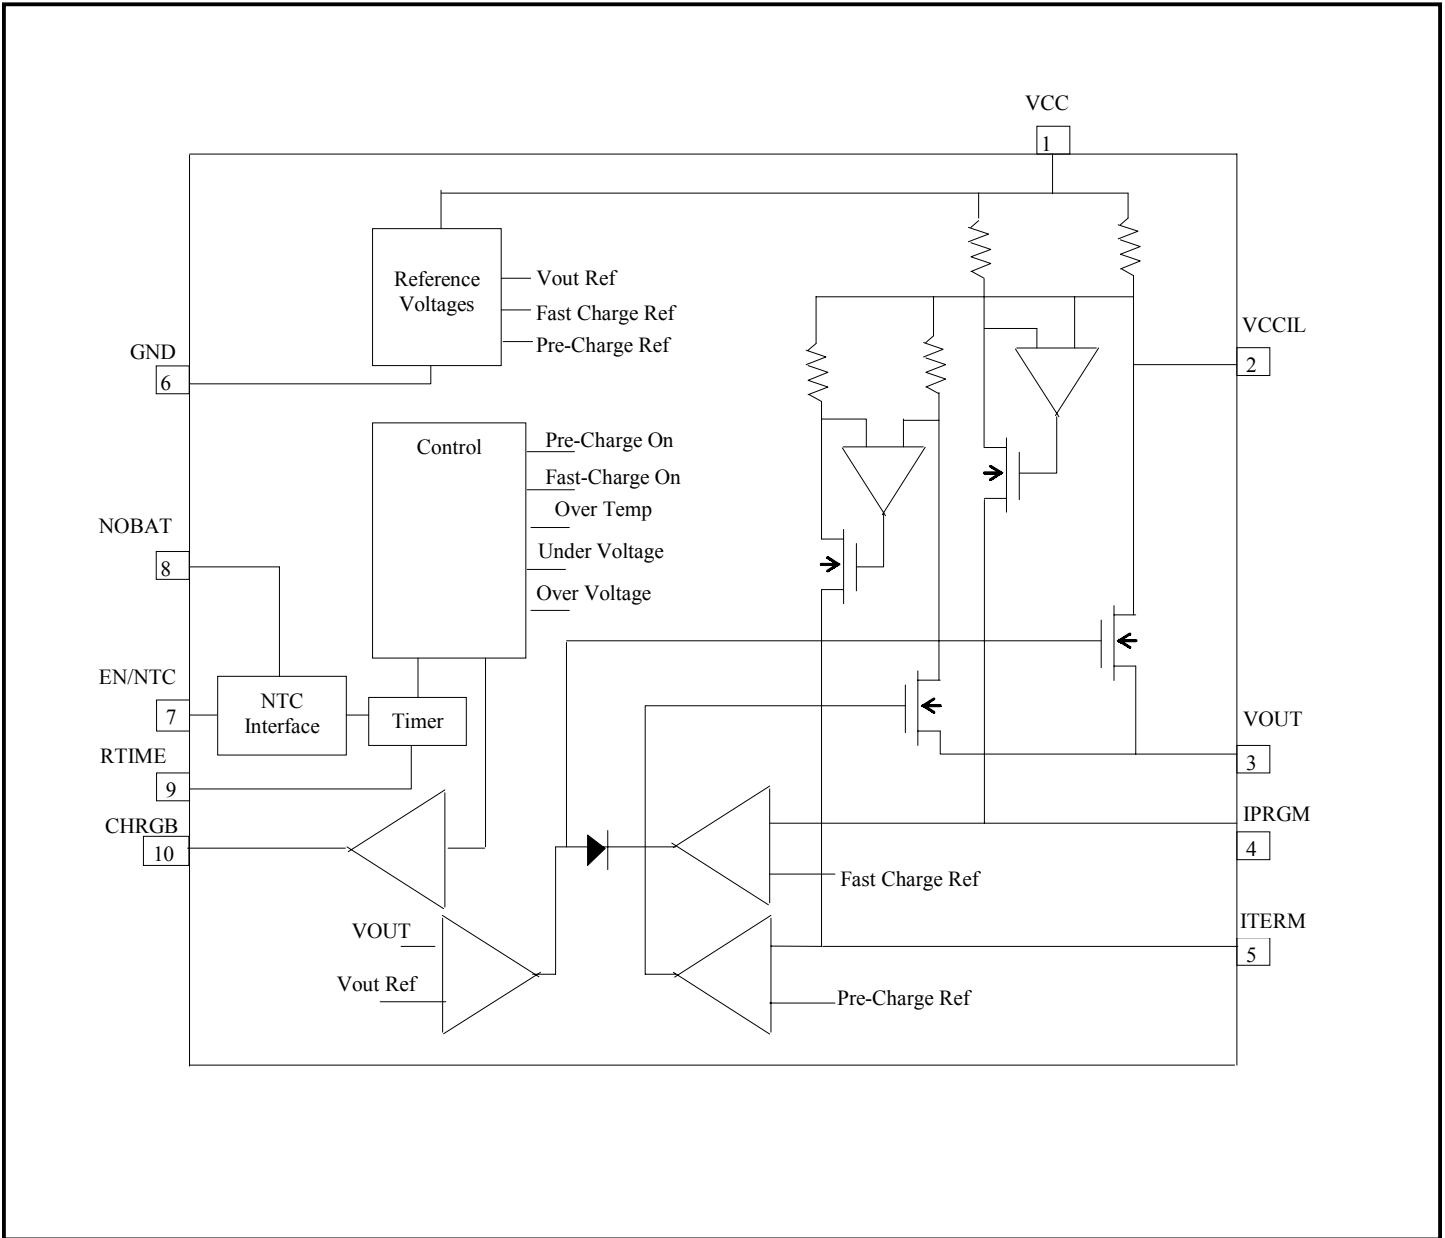 VCC
1
Reference
Voltages
Vout Ref
Fast Charge Ref
Pre-Charge Ref
VCCIL
2
GND
6
Control
Pre-Charge On
Fast-Charge On
Over Temp
Under Voltage
Over Voltage
NOBAT
8
EN/NTC
7
NTC
Interface
Timer
RTIME
9
CHRGB
10
VOUT
3
IPRGM
4
Fast Charge Ref
ITERM
5
VOUT
Vout Ref
Pre-Charge Ref